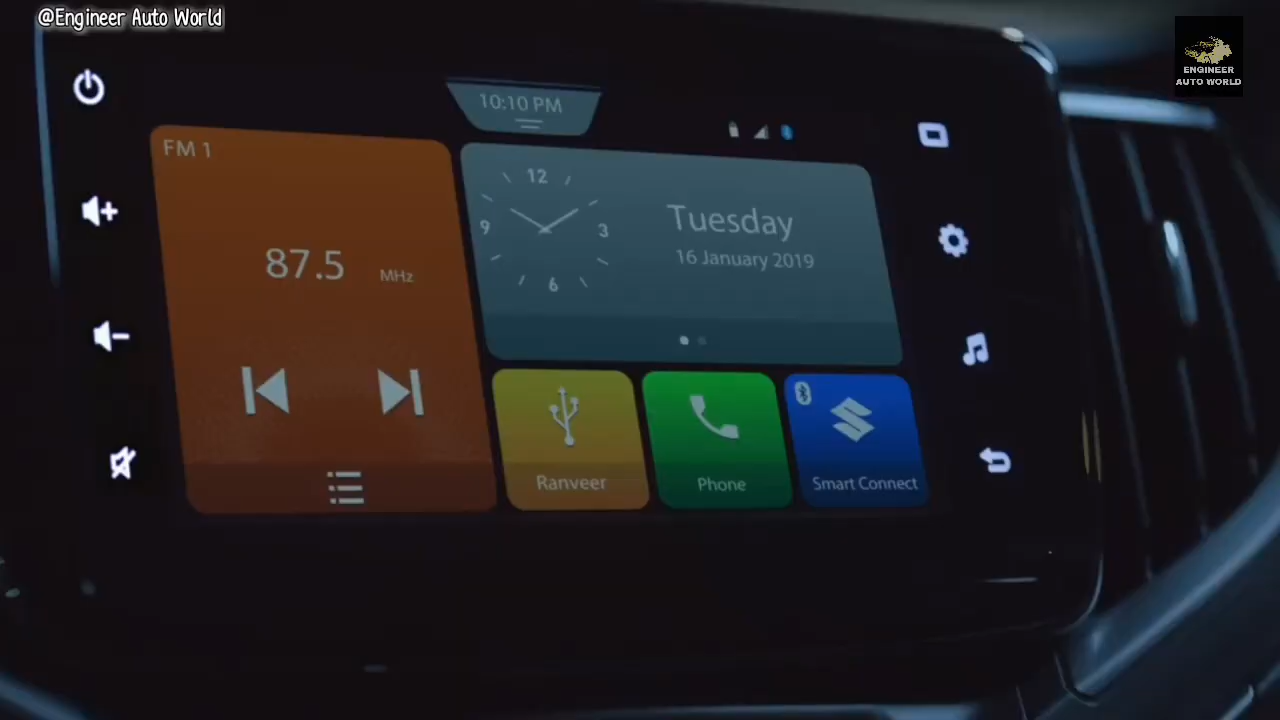 @Engineer Auto World
ENGINEER
AUTO WORLD
10:10 PM
FM 1
87.5 MHz
12
9
3
6
Tuesday
16 January 2019
Ranveer
Phone
Smart Connect